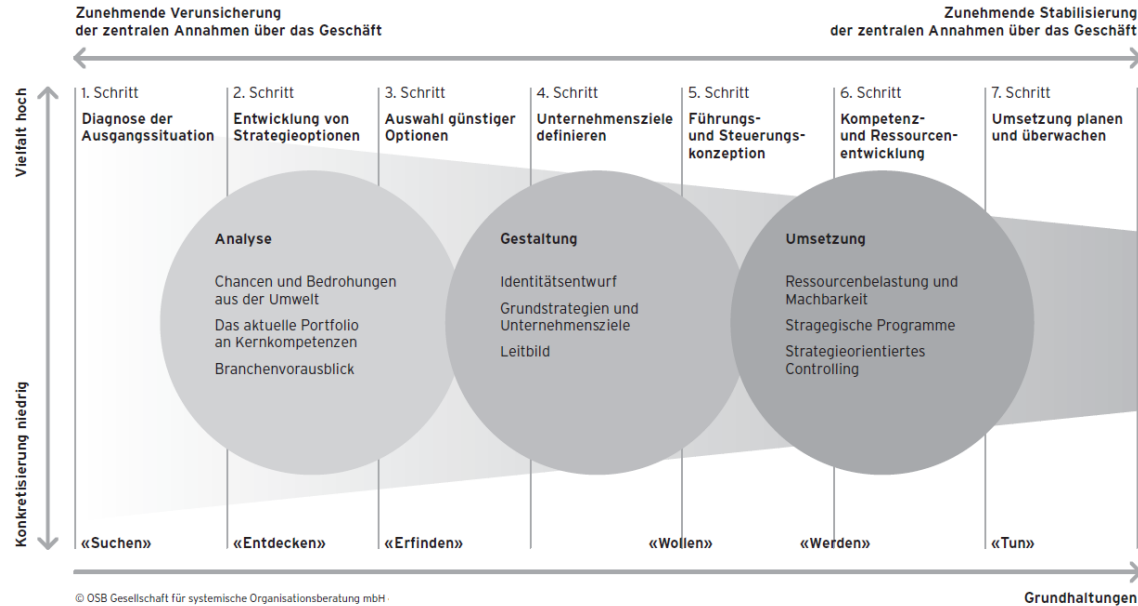 Zunehmende Verunsicherung
der zentralen Annahmen über das Geschäft
Zunehmende Stabilisierung
der zentralen Annahmen über das Geschäft
Vielfalt hoch
Konkretisierung niedrig
1. Schritt
Diagnose der
Ausgangssituation
2. Schritt
Entwicklung von
Strategieoptionen
3. Schritt
Auswahl günstiger
Optionen
4. Schritt
Unternehmensziele
definieren
5. Schritt
Führungs-
und Steuerungs-
konzeption
6. Schritt
Kompetenz-
und Ressourcen-
entwicklung
7. Schritt
Umsetzung planen
und überwachen
Analyse
Chancen und Bedrohungen
aus der Umwelt
Das aktuelle Portfolio
an Kernkompetenzen
Branchenvorausblick
Gestaltung
Identitätsentwurf
Grundstrategien und
Unternehmensziele
Leitbild
Umsetzung
Ressourcenbelastung und
Machbarkeit
Stragegische Programme
Strategieorientiertes
Controlling
«Suchen»
«Entdecken»
«Erfinden»
«Wollen»
«Werden»
«Tun»
© OSB Gesellschaft für systemische Organisationsberatung mbH
Grundhaltungen